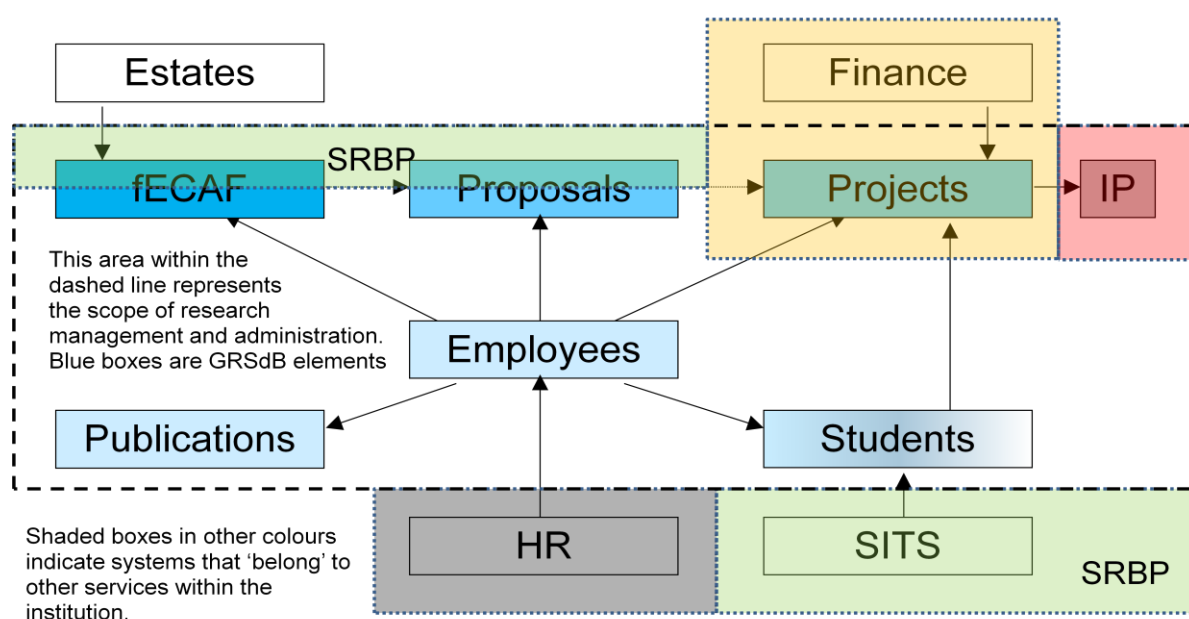 Estates
Finance
SRBP
fECAF
Proposals
Projects
IP
This area within the
dashed line represents
the scope of research
management and administration.
Blue boxes are GRSdB elements
Employees
Publications
Students
Shaded boxes in other colours
indicate systems that ‘belong’ to
other services within the
institution.
HR
SITS
SRBP